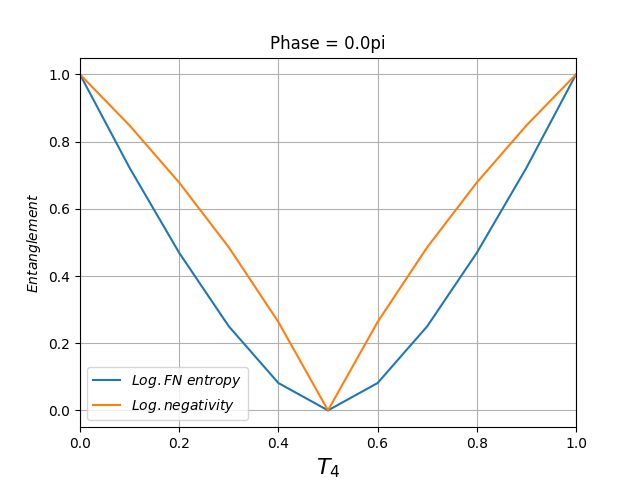 Phase = 0.0pi
1.0
0.8
0.6
0.4
0.2
0.0
Entanglement
Log. FN entropy
Log. negativity
0.0 0.2 0.4 0.6 0.8 1.0
T₄